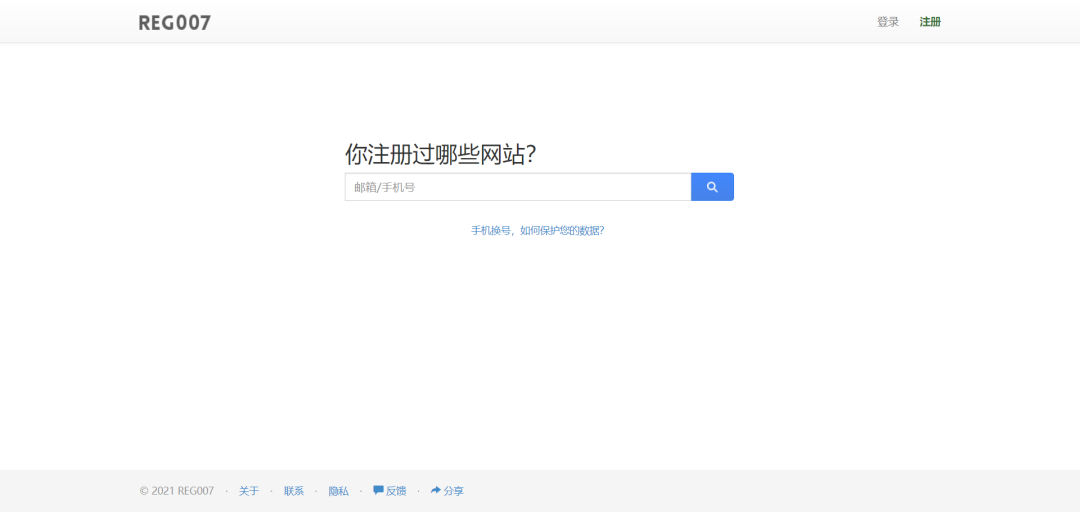 REG007
登录 注册
你注册过哪些网站?
邮箱/手机号
手机换号，如何保护您的数据?
© 2021 REG007 · 关于 · 联系 · 隐私 · 反馈 · 分享